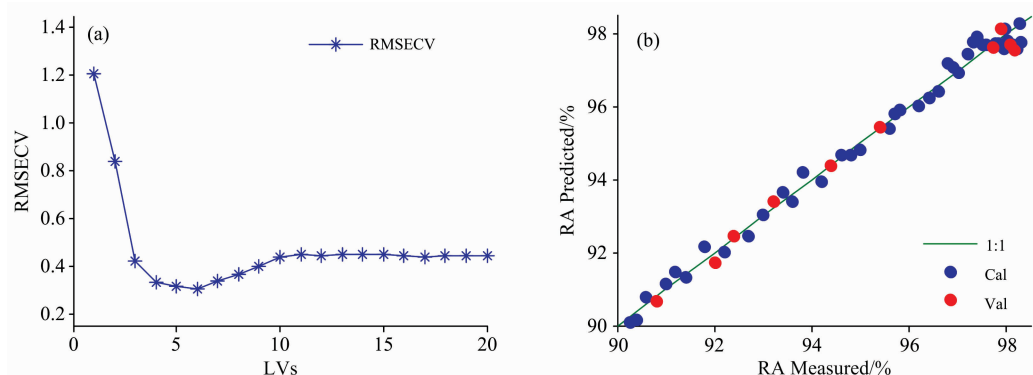 (a)
RMSECV
RMSECV
1.4
1.2
1.0
0.8
0.6
0.4
0.2
0 5 10 15 20
LVs
(b)
RA Predicted/%
98
96
94
92
90
1:1
Cal
Val
90 92 94 96 98
RA Measured/%